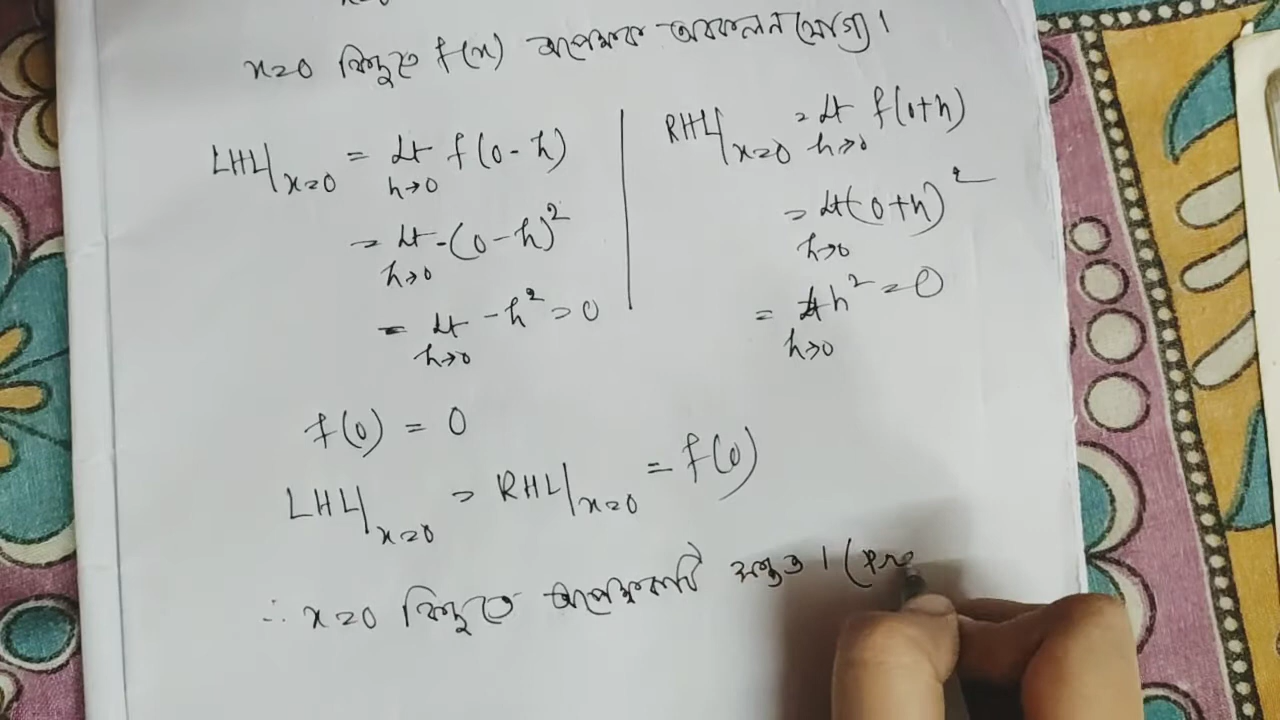 x=0 বিন্দুতে f(x) অপেক্ষক অবকলনযোগ্য।
LHL|x=0 = Lt h→0 f(0-h)
= Lt h→0 -(0-h)²
= Lt h→0 -h² = 0
RHL|x=0 = Lt h→0 f(0+h)
= Lt h→0 (0+h)²
= Lt h→0 h² = 0
f(0) = 0
LHL|x=0 = RHL|x=0 = f(0)
∴ x=0 বিন্দুতে অপেক্ষকটি সন্তত। (pro